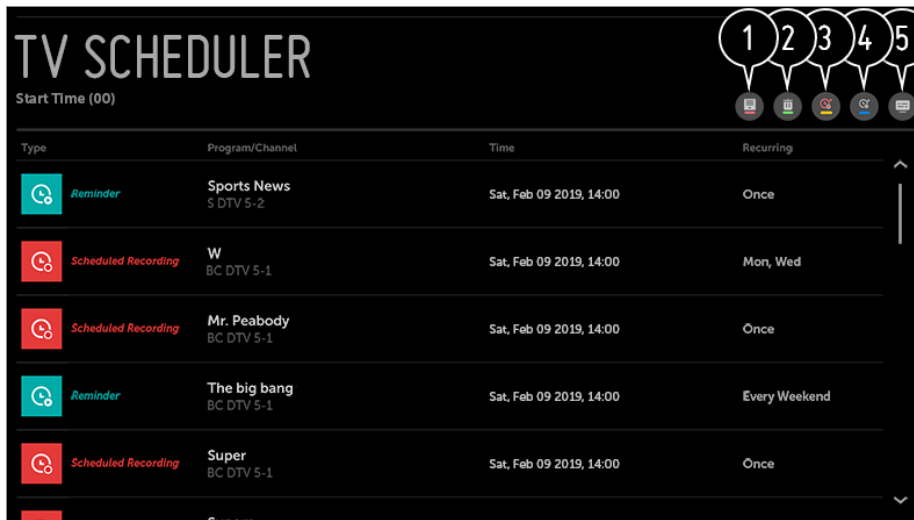 TV SCHEDULER
1 2 3 4 5
Start Time (00)
Type Program/Channel Time Recurring
Reminder Sports News Sat, Feb 09 2019, 14:00 Once
S DTV 5-2
Scheduled Recording W Sat, Feb 09 2019, 14:00 Mon, Wed
BC DTV 5-1
Scheduled Recording Mr. Peabody Sat, Feb 09 2019, 14:00 Once
BC DTV 5-1
Reminder The big bang Sat, Feb 09 2019, 14:00 Every Weekend
BC DTV 5-1
Scheduled Recording Super Sat, Feb 09 2019, 14:00 Once
BC DTV 5-1